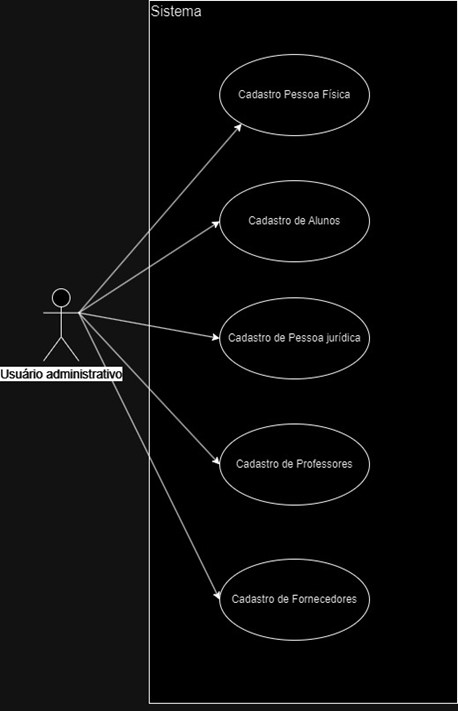 Sistema
Cadastro Pessoa Física
Cadastro de Alunos
Cadastro de Pessoa jurídica
Usuário administrativo
Cadastro de Professores
Cadastro de Fornecedores